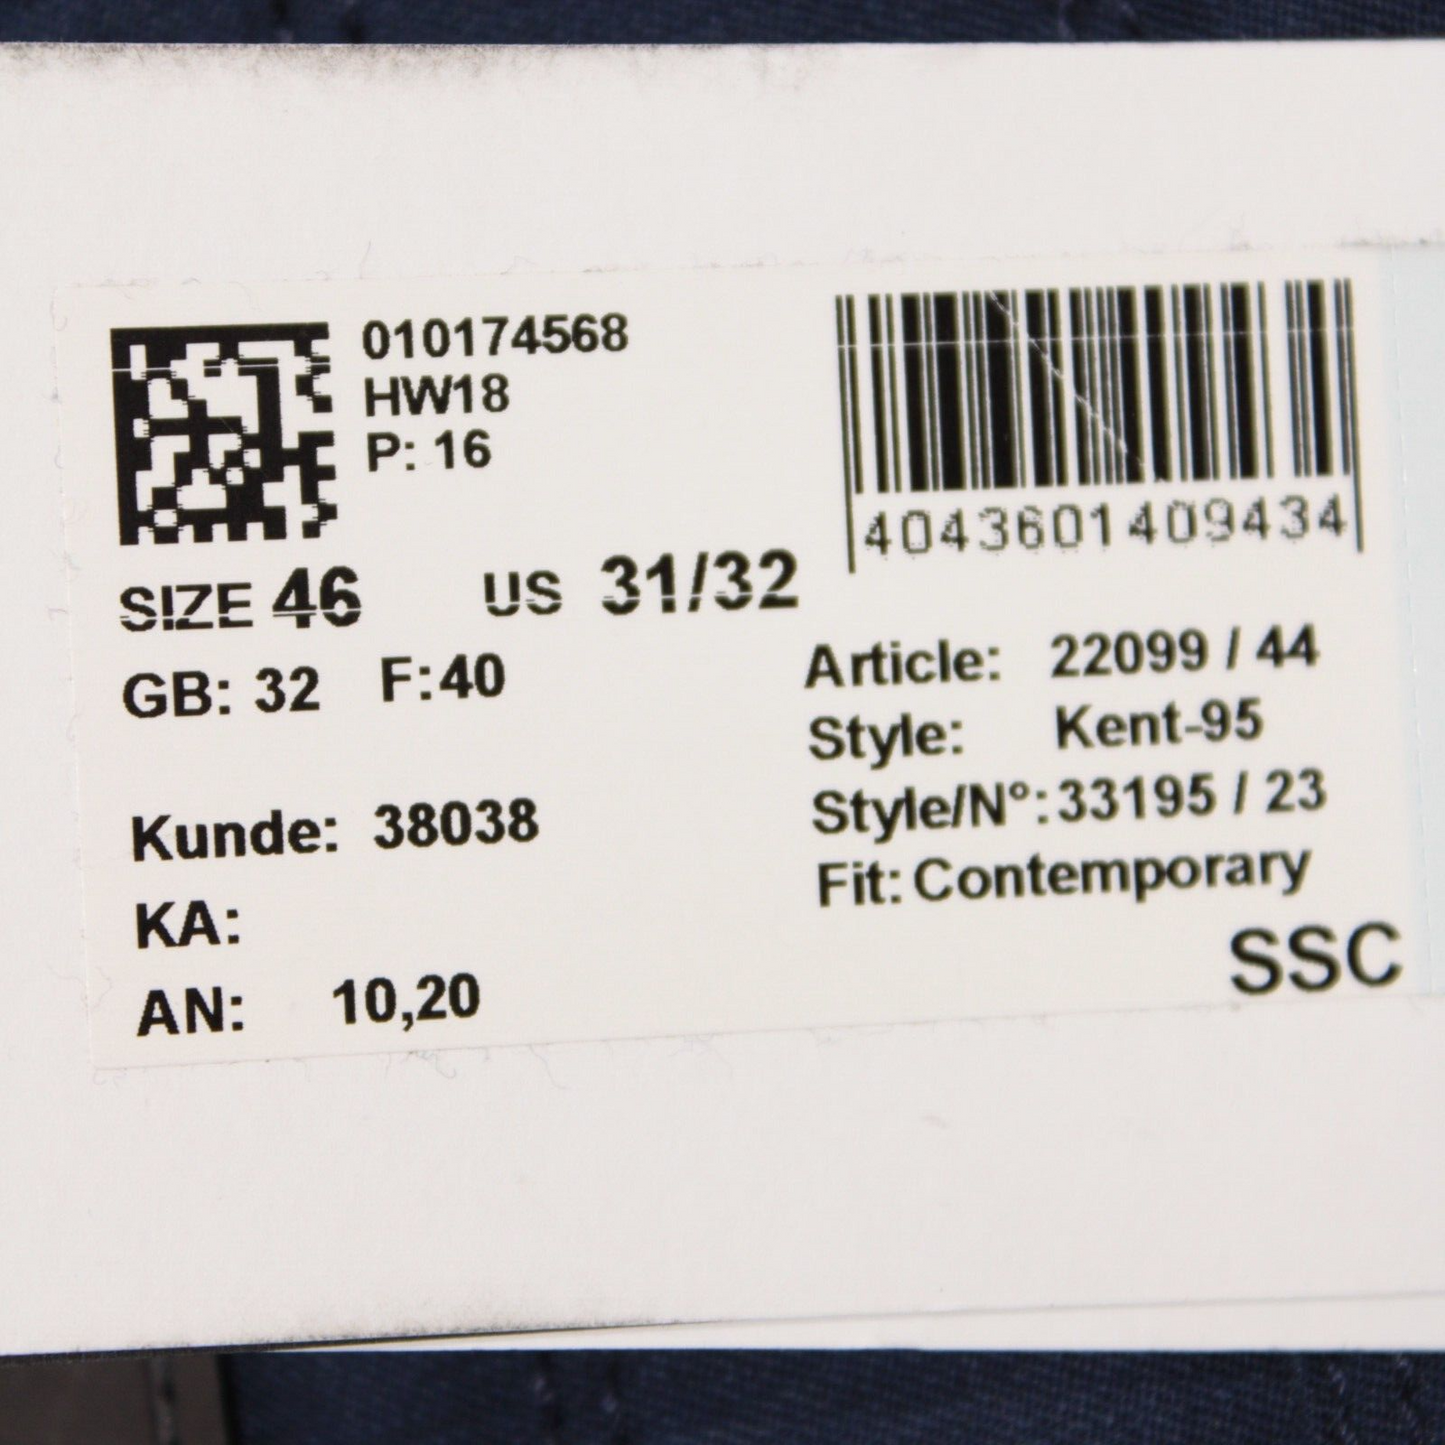 010174568
HW18
P: 16
4043601409434
SIZE 46 US 31/32
GB: 32 F:40
Kunde: 38038
KA:
AN: 10,20
Article: 22099 / 44
Style: Kent-95
Style/N°: 33195 / 23
Fit: Contemporary
SSC